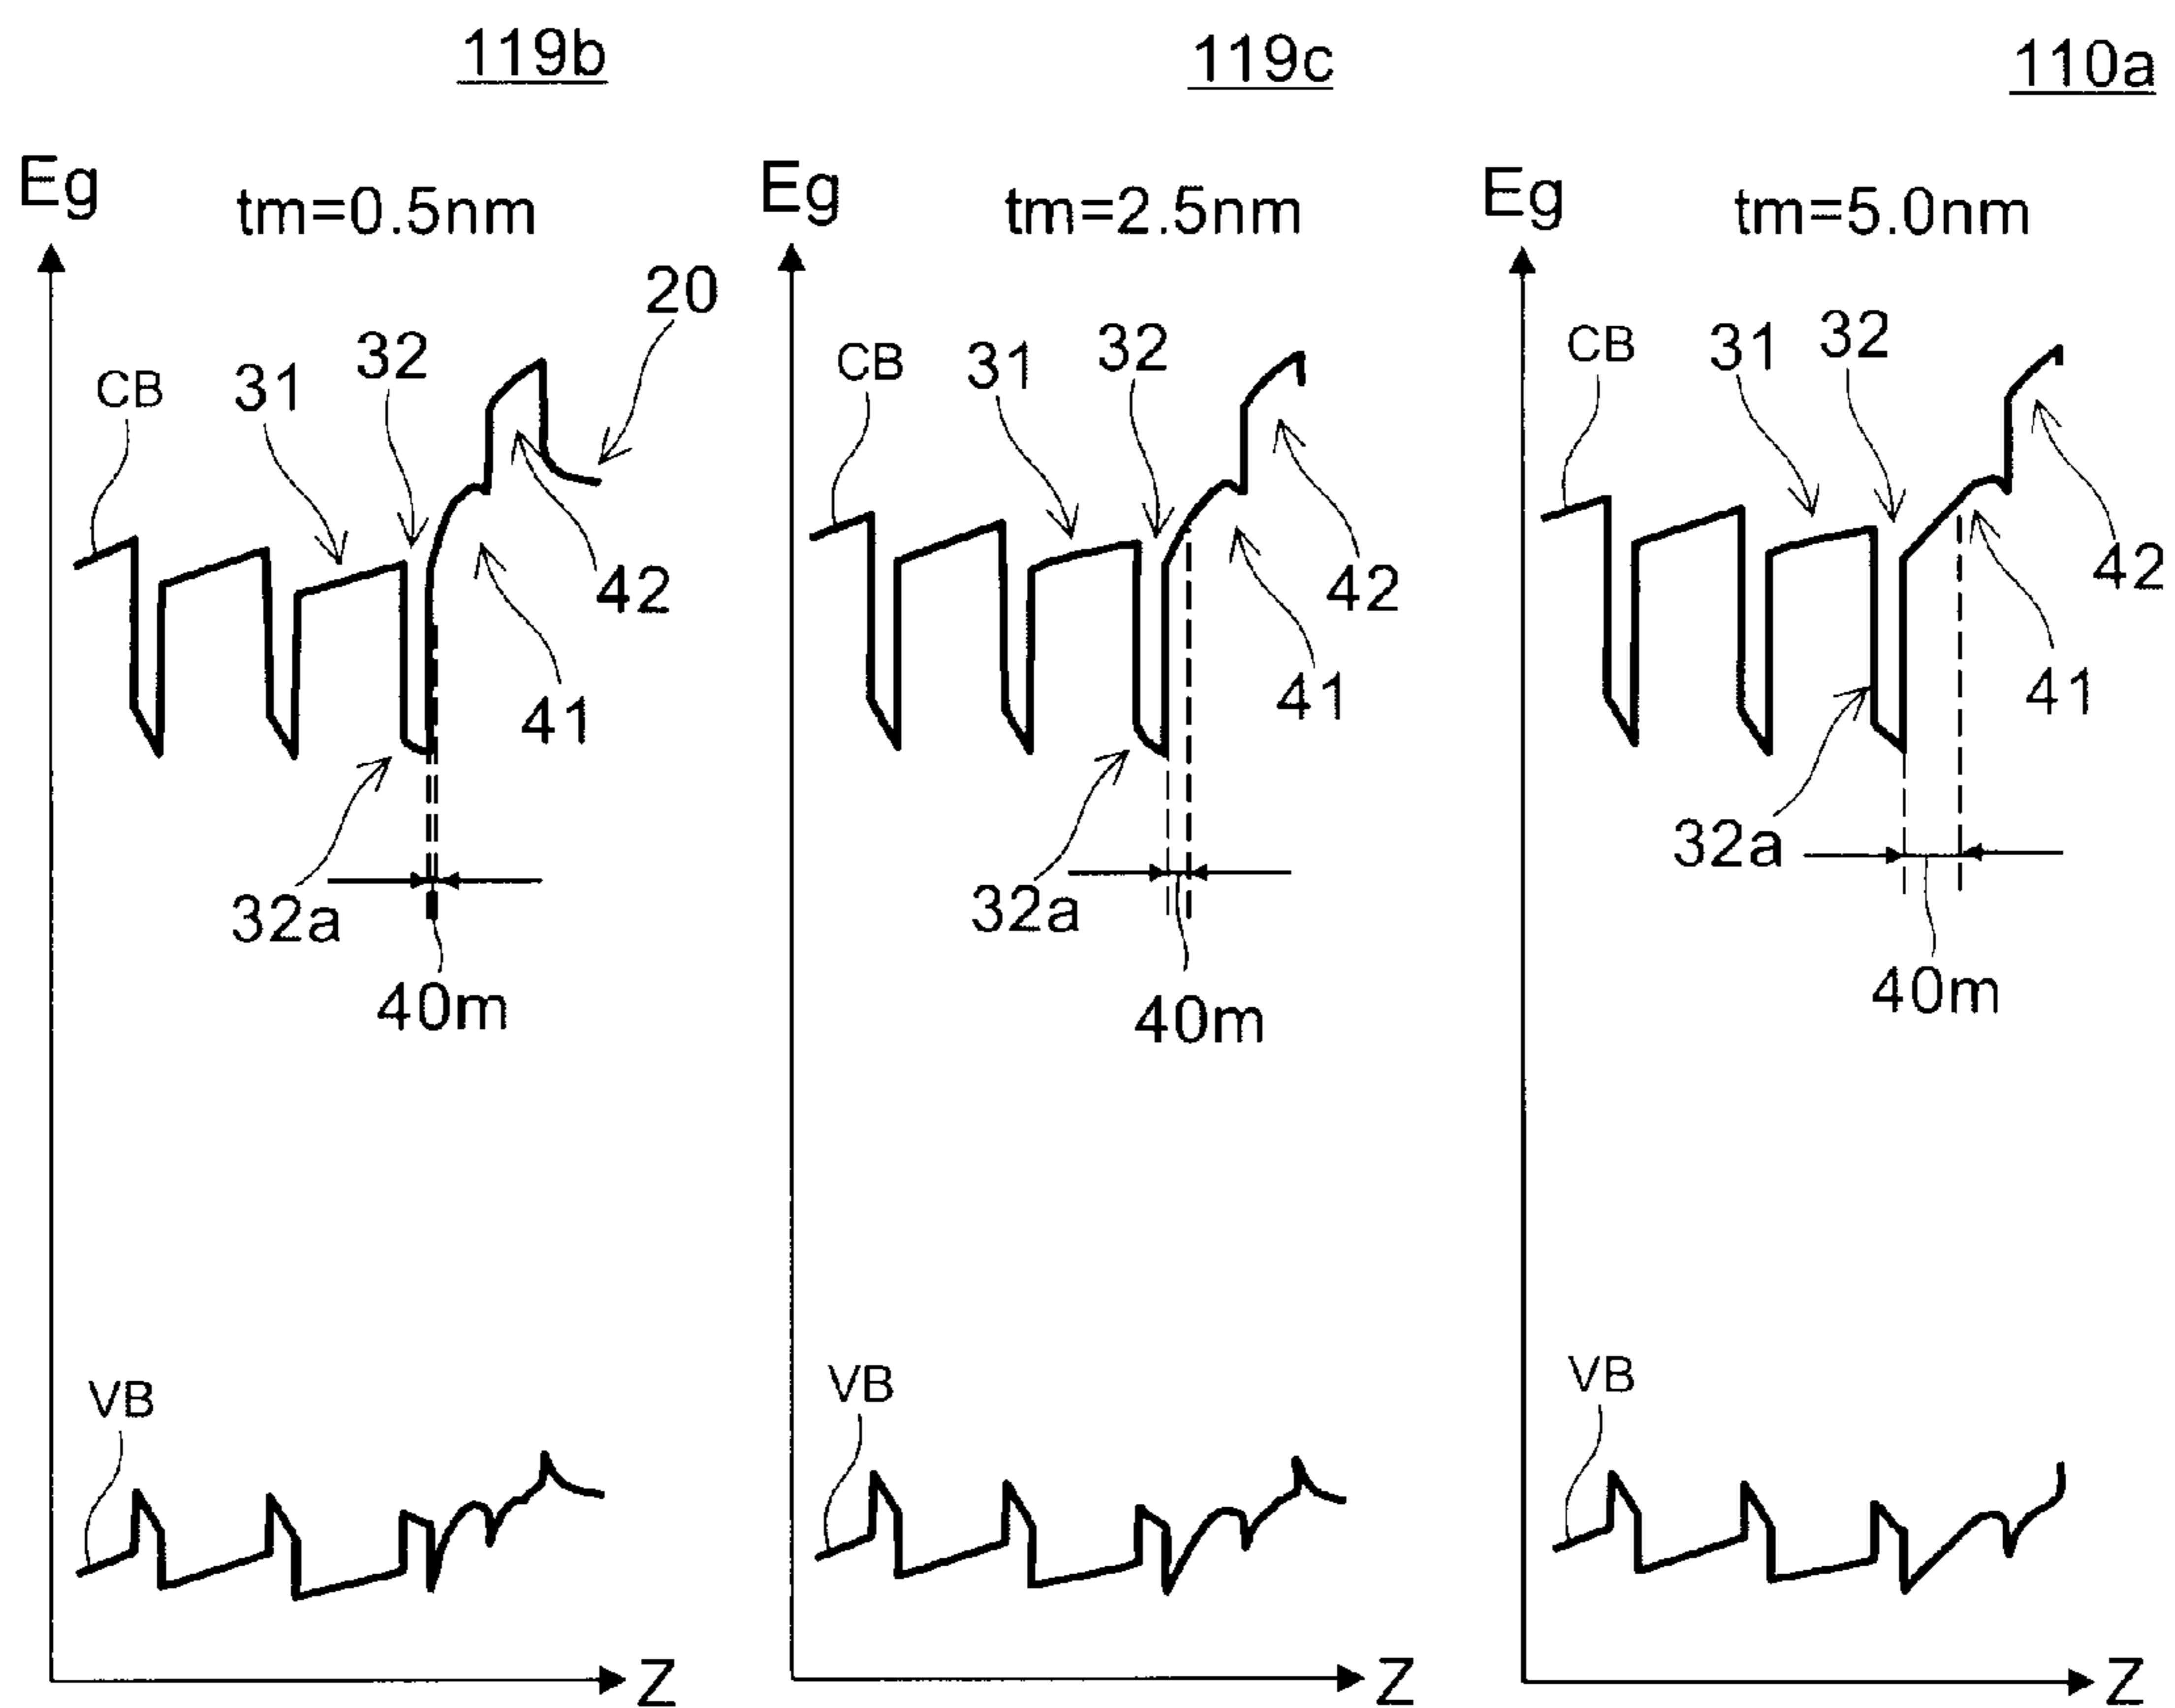 119b
Eg
tm=0.5nm
20
32
31
CB
42
41
32a
40m
VB
Z
119c
Eg
tm=2.5nm
32
31
CB
42
41
32a
40m
VB
Z
110a
Eg
tm=5.0nm
32
31
CB
42
41
32a
40m
VB
Z